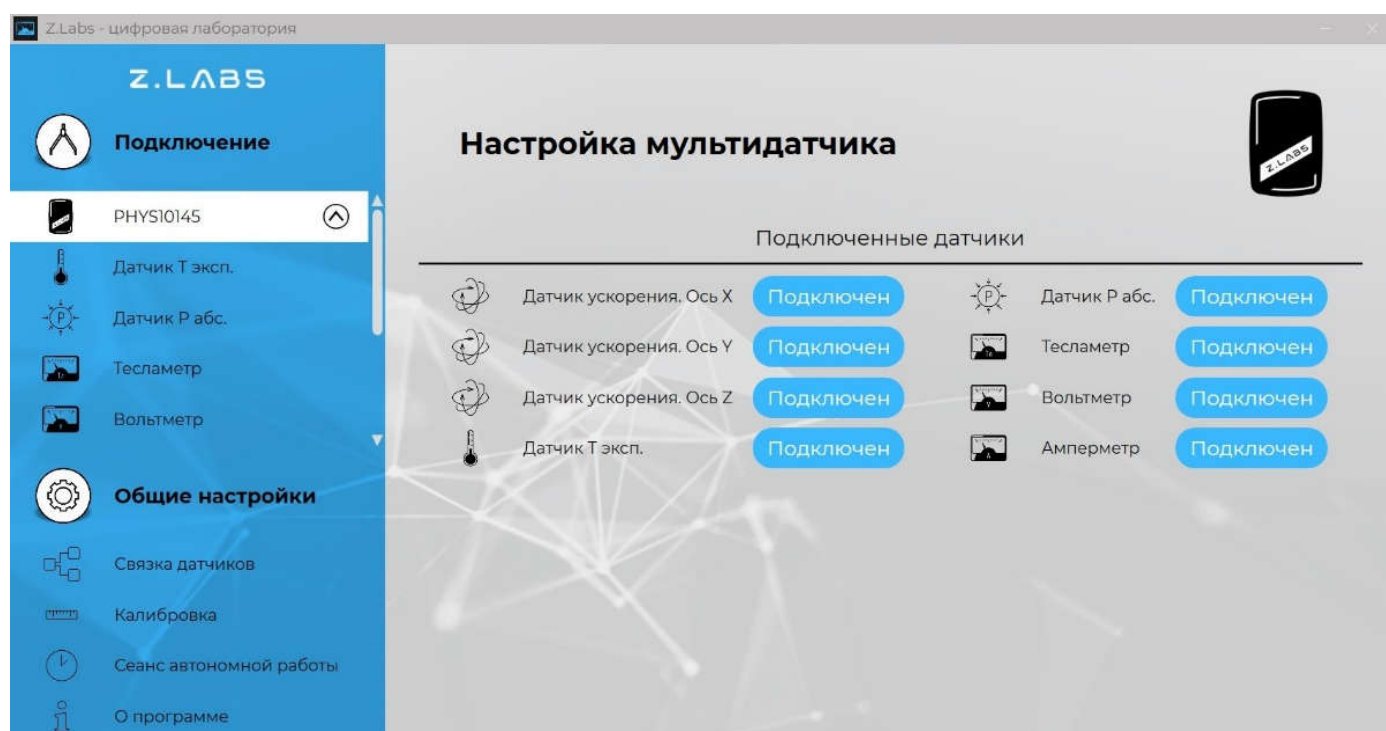 Z.Labs - цифровая лаборатория
Z.LABS
Подключение
PHYS10145
Датчик Т эксп.
Датчик Р абс.
Тесламетр
Вольтметр
Общие настройки
Связка датчиков
Калибровка
Сеанс автономной работы
О программе
Настройка мультидатчика
Z.LABS
Подключенные датчики
Датчик ускорения. Ось X Подключен Датчик Р абс. Подключен
Датчик ускорения. Ось Y Подключен Тесламетр Подключен
Датчик ускорения. Ось Z Подключен Вольтметр Подключен
Датчик Т эксп. Подключен Амперметр Подключен